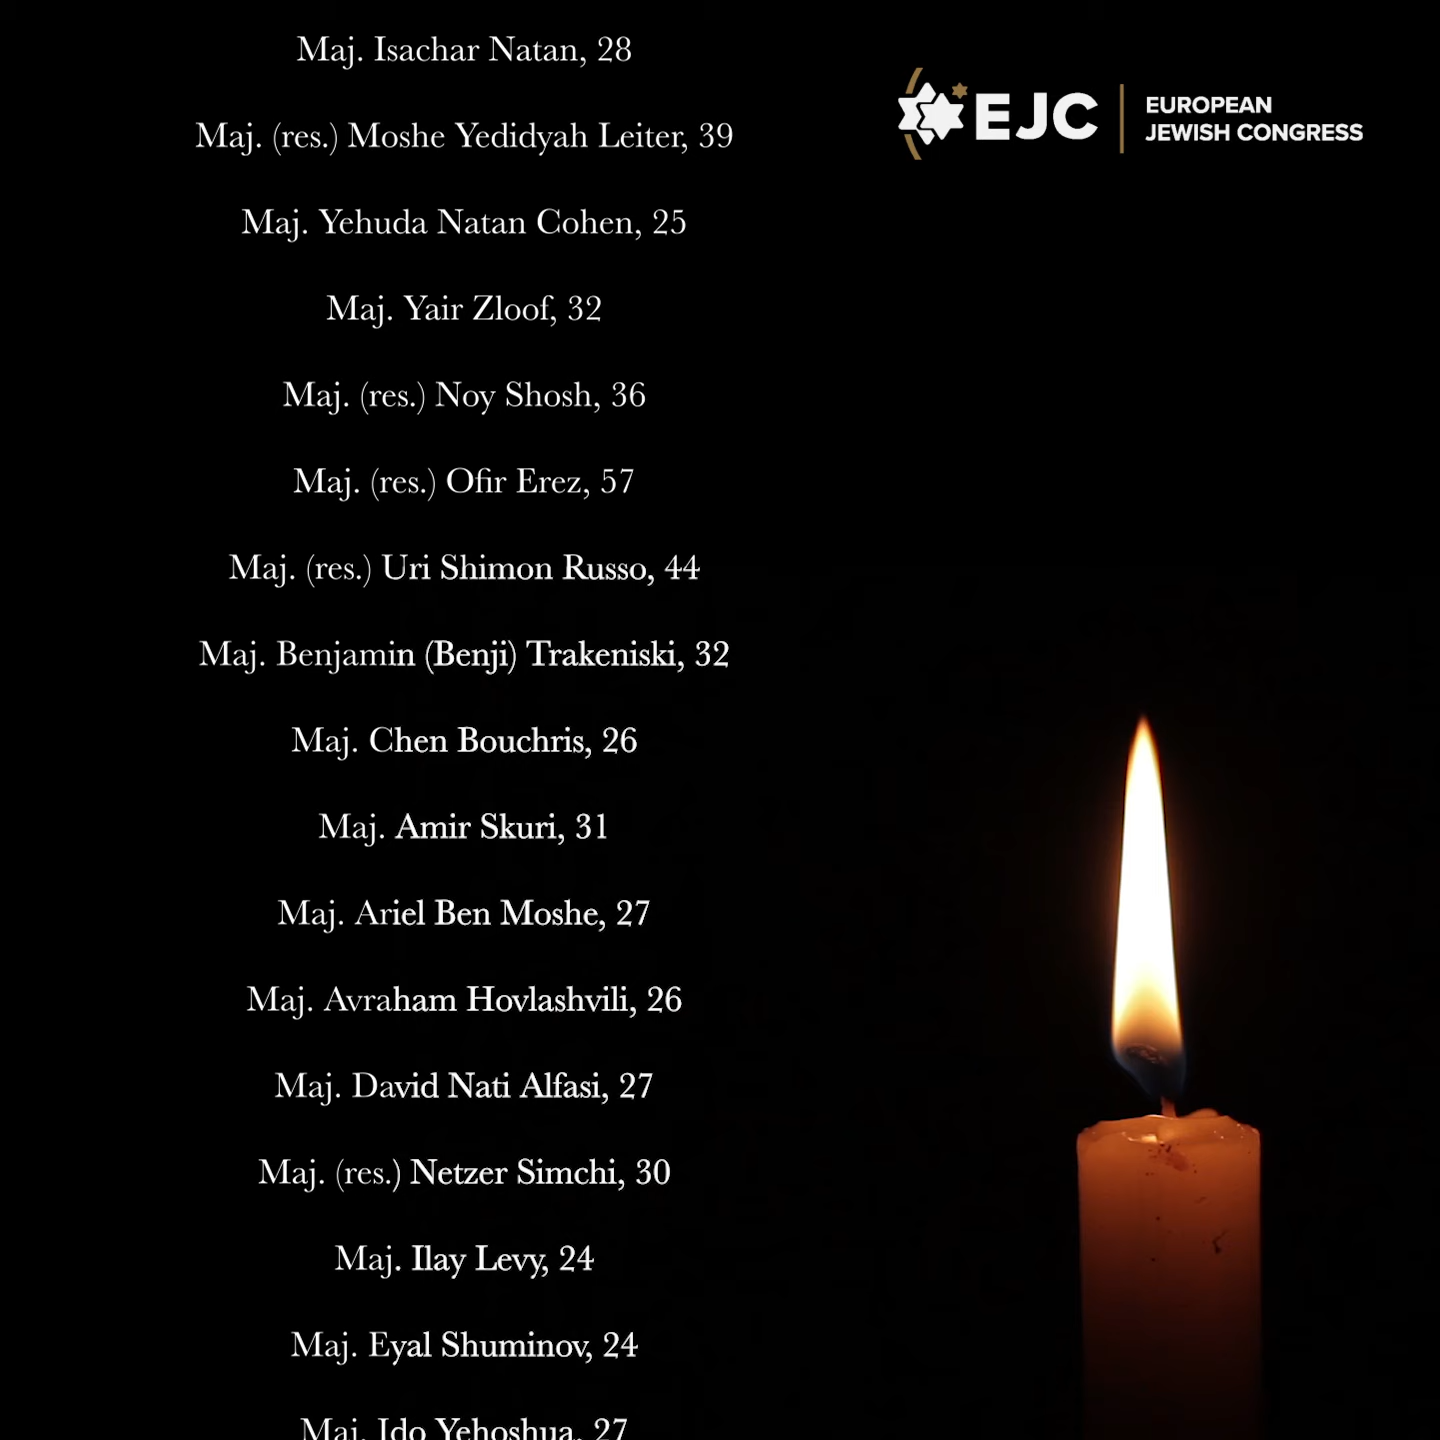 Maj. Isachar Natan, 28
Maj. (res.) Moshe Yedidyah Leiter, 39
Maj. Yehuda Natan Cohen, 25
Maj. Yair Zloof, 32
Maj. (res.) Noy Shosh, 36
Maj. (res.) Ofir Erez, 57
Maj. (res.) Uri Shimon Russo, 44
Maj. Benjamin (Benji) Trakeniski, 32
Maj. Chen Bouchris, 26
Maj. Amir Skuri, 31
Maj. Ariel Ben Moshe, 27
Maj. Avraham Hovlashvili, 26
Maj. David Nati Alfasi, 27
Maj. (res.) Netzer Simchi, 30
Maj. Ilay Levy, 24
Maj. Eyal Shuminov, 24
Maj. Ido Yehoshua, 27
EJC
EUROPEAN
JEWISH CONGRESS